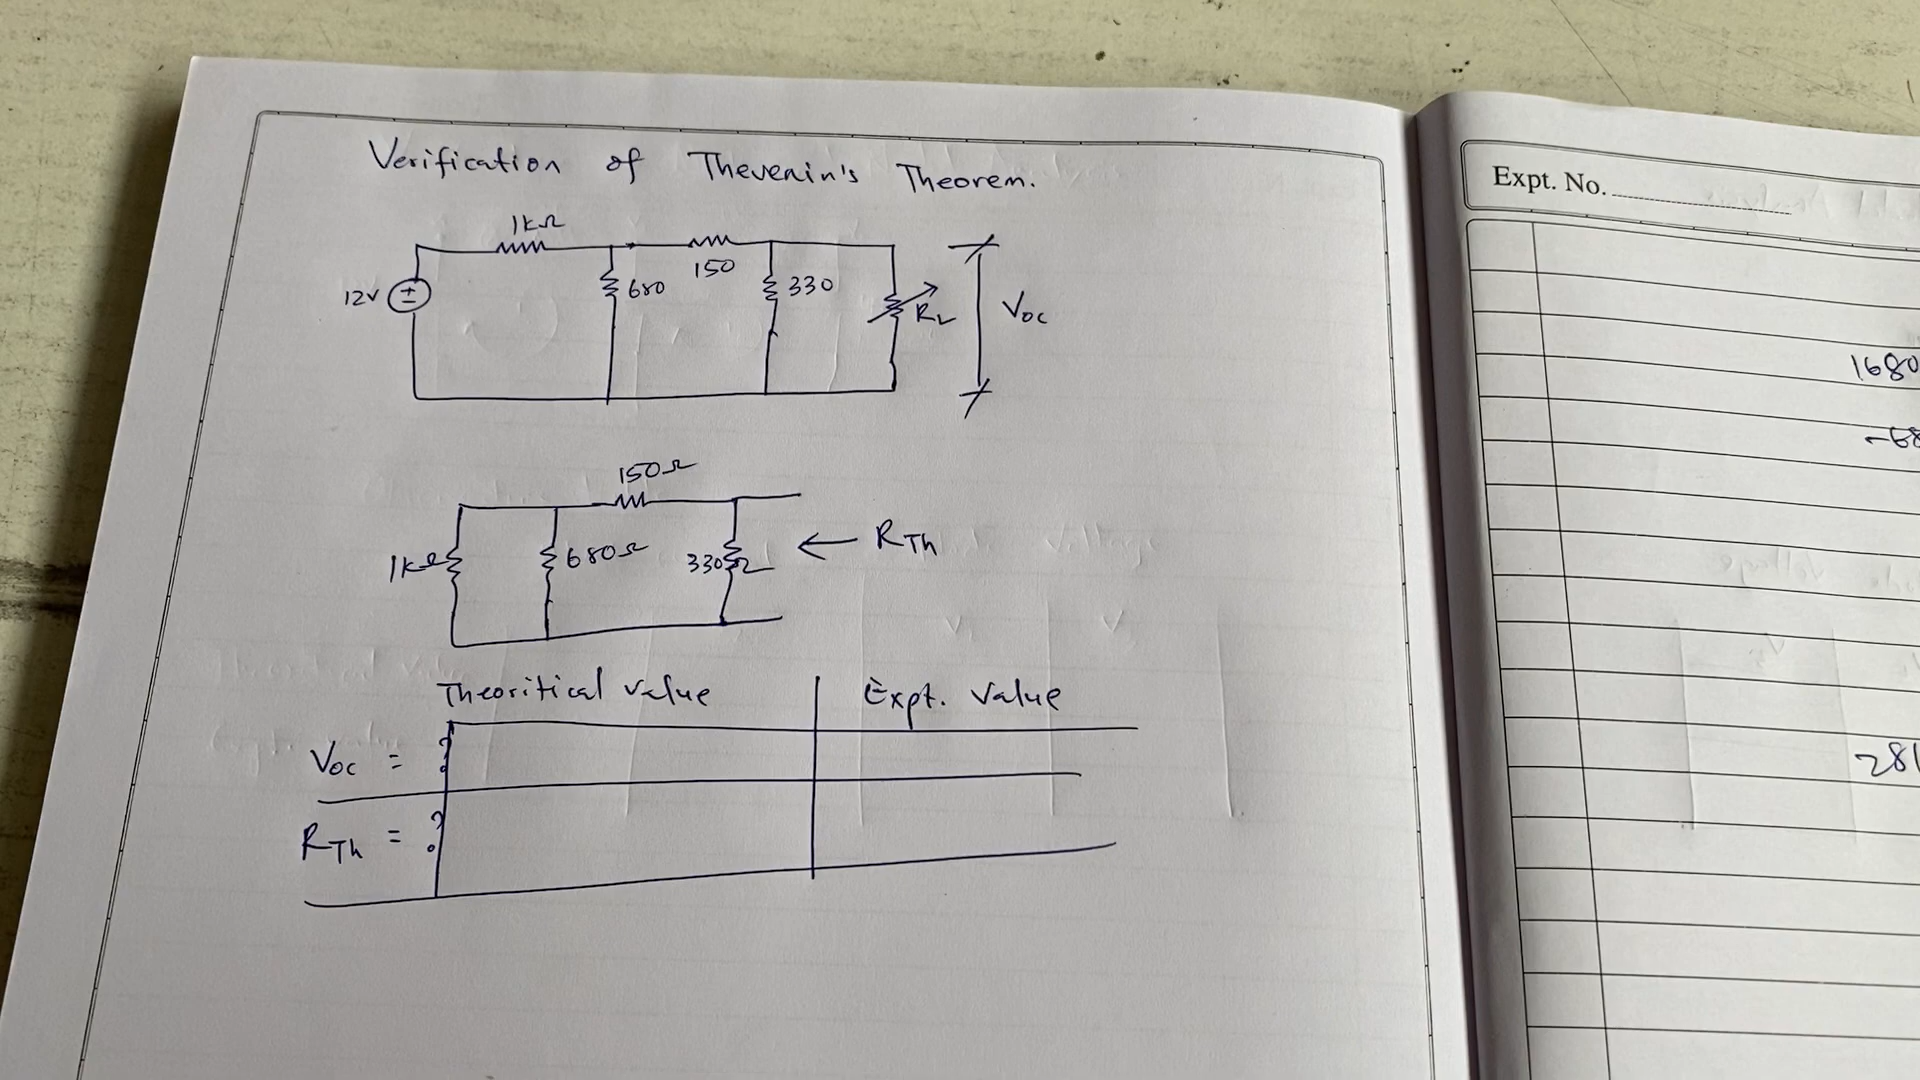 Verification of Thevenin's Theorem.
1kΩ
12V
680
150
330
RL
Voc
150Ω
1kΩ
680Ω
330Ω
← RTh
Theoritical value
Expt. Value
Voc = ?
RTh = ?
Expt. No.
1680
-68
281